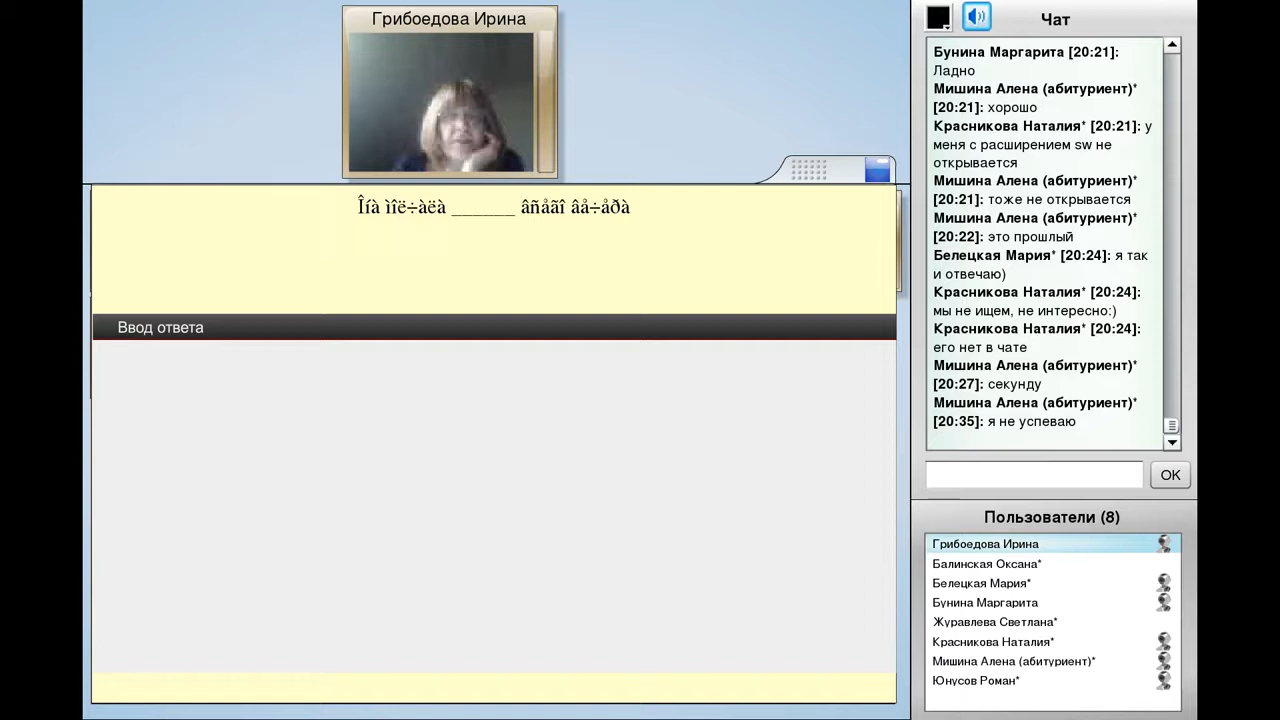 Грибоедова Ирина
Îíà ìîë÷àëà ______ âñåãî âå÷åðà
Ввод ответа
Чат
Бунина Маргарита [20:21]:
Ладно
Мишина Алена (абитуриент)*
[20:21]: хорошо
Красникова Наталия* [20:21]: у
меня с расширением sw не
открывается
Мишина Алена (абитуриент)*
[20:21]: тоже не открывается
Мишина Алена (абитуриент)*
[20:22]: это прошлый
Белецкая Мария* [20:24]: я так
и отвечаю)
Красникова Наталия* [20:24]:
мы не ищем, не интересно:)
Красникова Наталия* [20:24]:
его нет в чате
Мишина Алена (абитуриент)*
[20:27]: секунду
Мишина Алена (абитуриент)*
[20:35]: я не успеваю
OK
Пользователи (8)
Грибоедова Ирина
Балинская Оксана*
Белецкая Мария*
Бунина Маргарита
Журавлева Светлана*
Красникова Наталия*
Мишина Алена (абитуриент)*
Юнусов Роман*